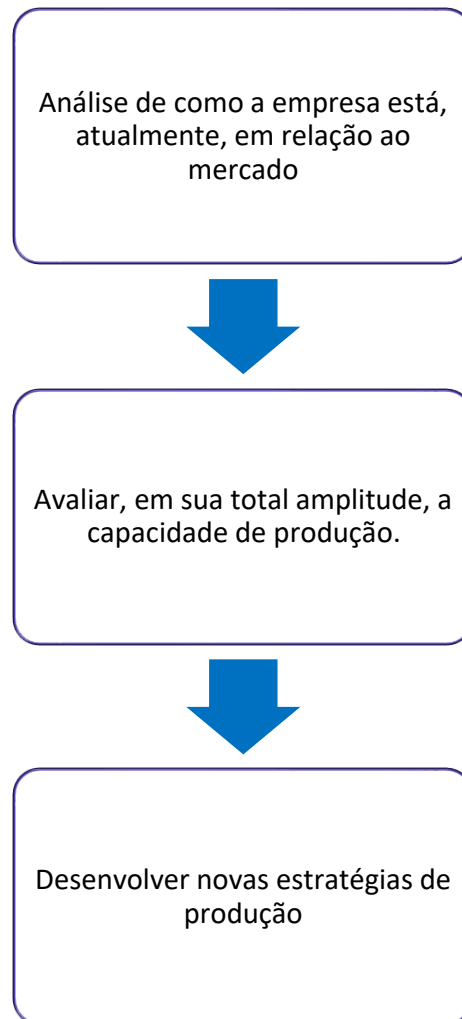 Análise de como a empresa está,
atualmente, em relação ao
mercado
Avaliar, em sua total amplitude, a
capacidade de produção.
Desenvolver novas estratégias de
produção